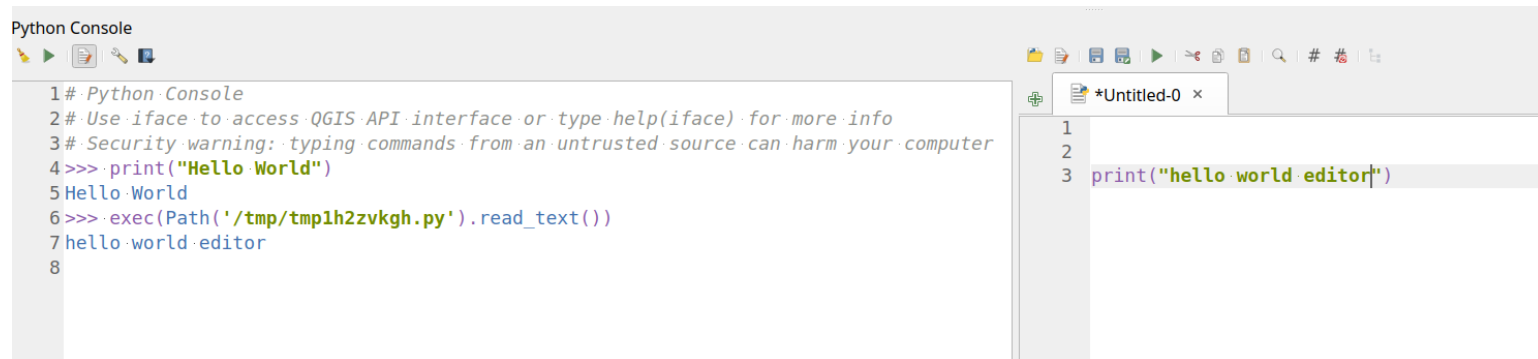 Python Console
1 # Python Console
2 # Use iface to access QGIS API interface or type help(iface) for more info
3 # Security warning: typing commands from an untrusted source can harm your computer
4 >>> print("Hello World")
5 Hello World
6 >>> exec(Path('/tmp/tmp1h2zvkgh.py').read_text())
7 hello world editor
8
*Untitled-0 ×
1
2
3 print("hello world editor")